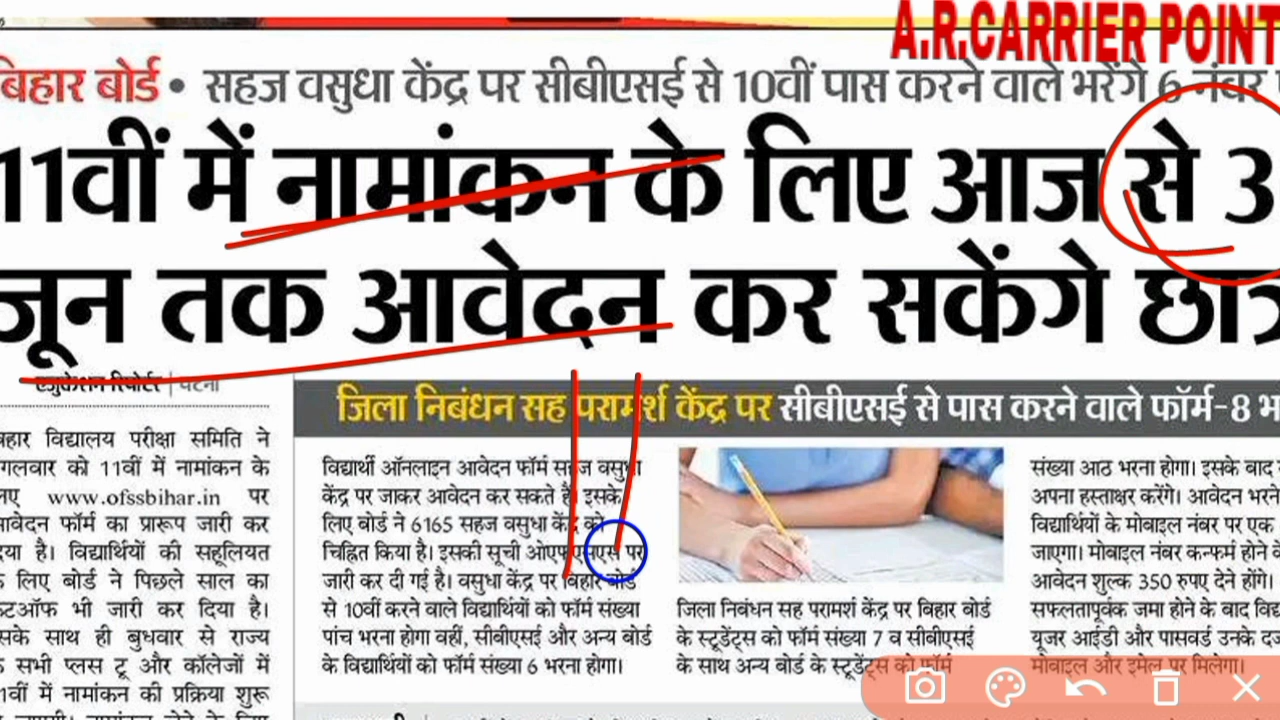 A.R.CARRIER POINT
बिहार बोर्ड • सहज वसुधा केंद्र पर सीबीएसई से 10वीं पास करने वाले भरेंगे 6 नंबर
11वीं में नामांकन के लिए आज से 3
जून तक आवेदन कर सकेंगे छात्र
एजुकेशन रिपोर्टर | पटना
विद्यालय परीक्षा समिति ने
को 11वीं में नामांकन के
www.ofssbihar.in पर
आवेदन फॉर्म का प्रारूप जारी कर
है। विद्यार्थियों की सहूलियत
लिए बोर्ड ने पिछले साल का
भी जारी कर दिया है।
साथ ही बुधवार से राज्य
सभी प्लस टू और कॉलेजों में
में नामांकन की प्रक्रिया शुरू
जिला निबंधन सह परामर्श केंद्र पर सीबीएसई से पास करने वाले फॉर्म-8
विद्यार्थी ऑनलाइन आवेदन फॉर्म सहज वसुधा
केंद्र पर जाकर आवेदन कर सकते हैं। इसके
लिए बोर्ड ने 6165 सहज वसुधा केंद्र को
चिह्नित किया है। इसकी सूची ओएफएसएस पर
जारी कर दी गई है। वसुधा केंद्र पर बिहार बोर्ड
से 10वीं करने वाले विद्यार्थियों को फॉर्म संख्या
पांच भरना होगा वहीं, सीबीएसई और अन्य बोर्ड
के विद्यार्थियों को फॉर्म संख्या 6 भरना होगा।
जिला निबंधन सह परामर्श केंद्र पर बिहार बोर्ड
के स्टूडेंट्स को फॉर्म संख्या 7 व सीबीएसई
के साथ अन्य बोर्ड के स्टूडेंट्स को फॉर्म
संख्या आठ भरना होगा। इसके बाद
अपना हस्ताक्षर करेंगे। आवेदन भरने
विद्यार्थियों के मोबाइल नंबर पर एक
जाएगा। मोबाइल नंबर कन्फर्म होने के
आवेदन शुल्क 350 रुपए देने होंगे।
सफलतापूर्वक जमा होने के बाद
यूजर आईडी और पासवर्ड उनके
मोबाइल और इमेल पर मिलेगा।